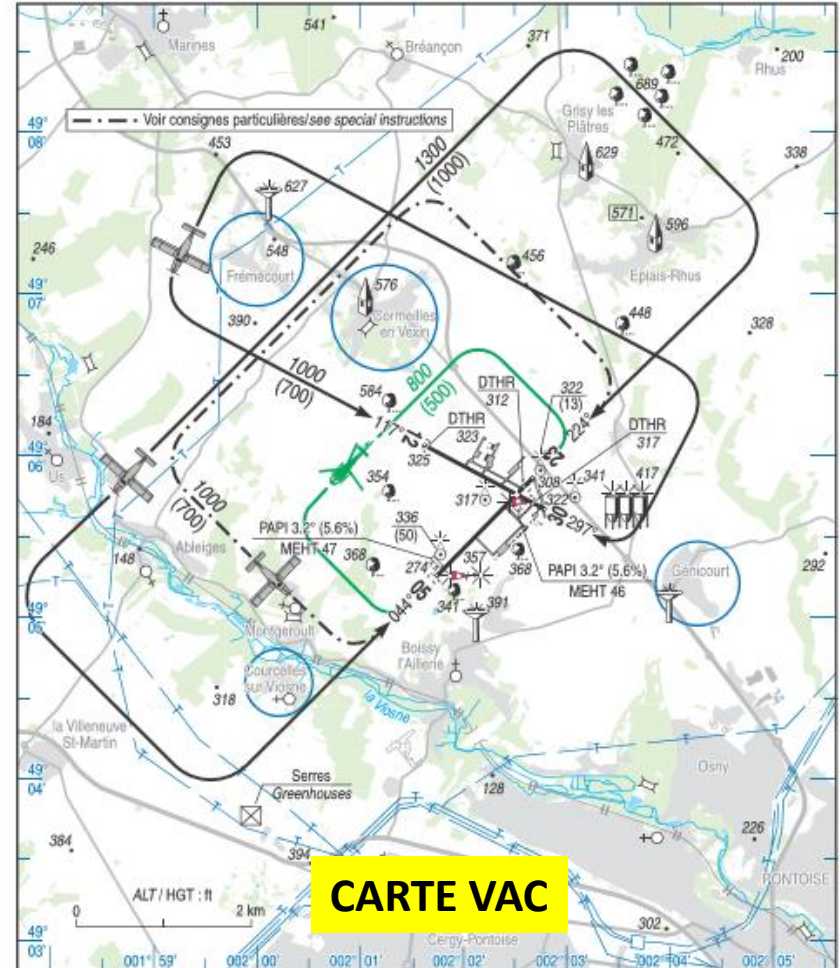 541
371
200
Marines
Bréançon
Rhus
689
Grisy les
Plâtres
49°
08'
Voir consignes particulières/see special instructions
453
1300
(1000)
472
629
338
627
571
596
246
548
456
Epiais-Rhus
49°
07'
Frémécourt
576
Cormeilles
en Vexin
448
390
328
1000
(700)
800
(500)
DTHR
312
322
(13)
184
584
117°
12
DTHR
323
224°
23
DTHR
317
49°
06'
Us
325
354
308
341
417
317
322
30
297°
1000
(700)
336
(50)
PAPI 3.2° (5.6%)
MEHT 47
Ableiges
148
368
274
357
368
PAPI 3.2° (5.6%)
MEHT 46
Génicourt
292
49°
05'
044°
05
341
391
Montgeroult
Boissy
l'Aillerie
Courcelles
sur Viosne
318
la Viosne
la Villeneuve
St-Martin
49°
04'
Serres
Greenhouses
Osny
128
226
384
394
PONTOISE
ALT / HGT : ft
0
2 km
CARTE VAC
302
49°
03'
Cergy-Pontoise
001° 59'
002° 00'
002° 01'
002° 02'
002° 03'
002° 04'
002° 05'